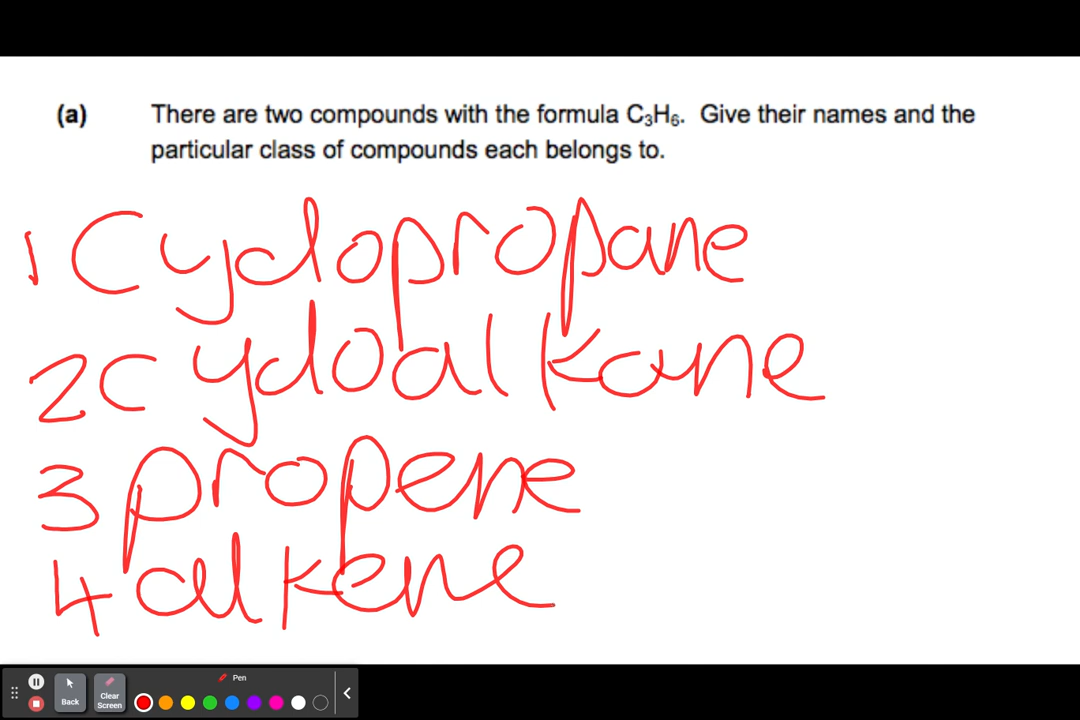 (a) There are two compounds with the formula C₃H₆. Give their names and the
particular class of compounds each belongs to.
1 Cyclopropane
2 Cycloalkane
3 propene
4 alkene
Pen
Back
Clear
Screen